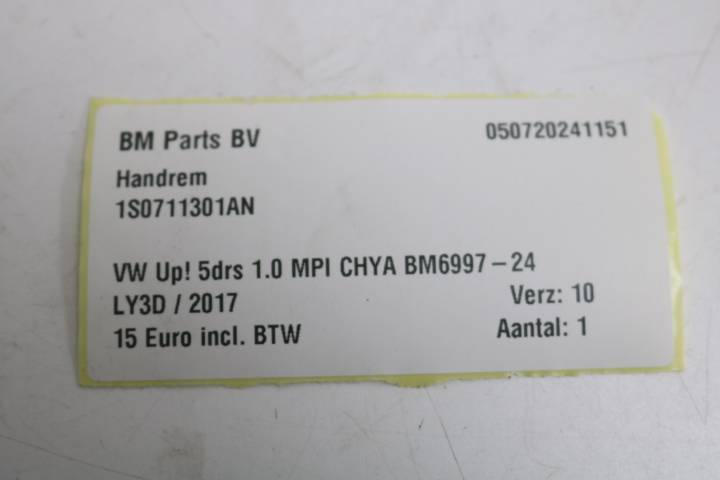 BM Parts BV 050720241151
Handrem
1S0711301AN
VW Up! 5drs 1.0 MPI CHYA BM6997-24
LY3D / 2017 Verz: 10
15 Euro incl. BTW Aantal: 1